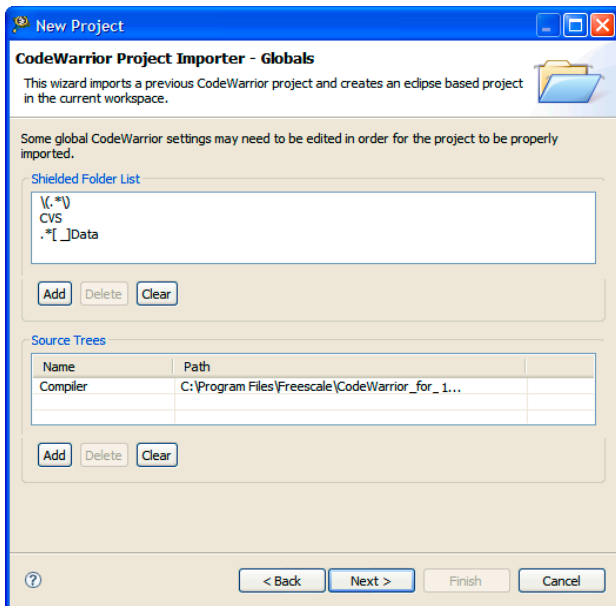 New Project
CodeWarrior Project Importer - Globals
This wizard imports a previous CodeWarrior project and creates an eclipse based project
in the current workspace.
Some global CodeWarrior settings may need to be edited in order for the project to be properly
imported.
Shielded Folder List
\(.*\)
CVS
.*[ _]Data
Add Delete Clear
Source Trees
Name Path
Compiler C:\Program Files\Freescale\CodeWarrior_for_ 1...
Add Delete Clear
? < Back Next > Finish Cancel